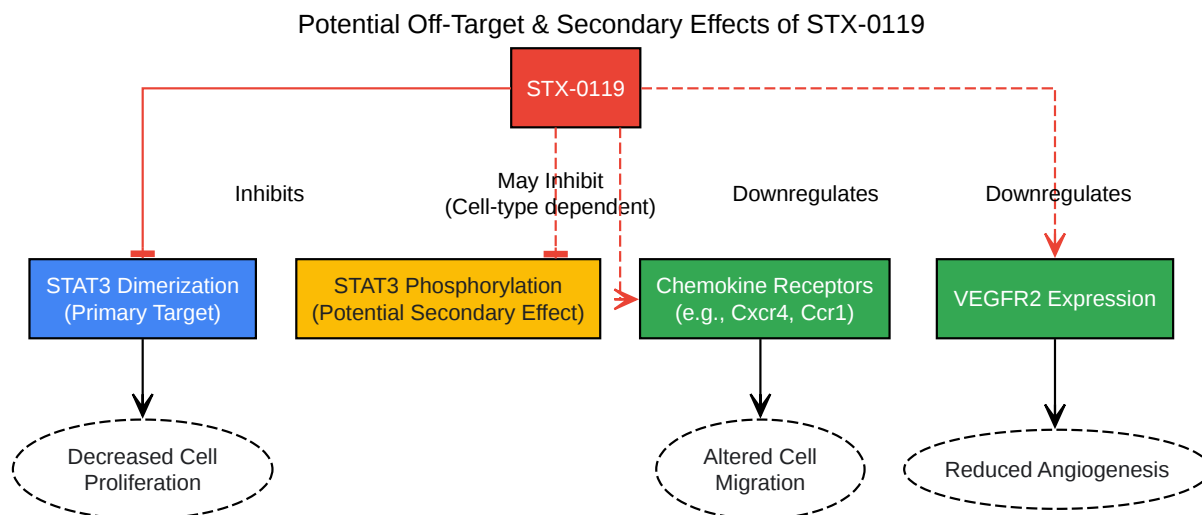 Potential Off-Target & Secondary Effects of STX-0119
STX-0119
Inhibits
May Inhibit
(Cell-type dependent)
Downregulates
Downregulates
STAT3 Dimerization
(Primary Target)
STAT3 Phosphorylation
(Potential Secondary Effect)
Chemokine Receptors
(e.g., Cxcr4, Ccr1)
VEGFR2 Expression
Decreased Cell
Proliferation
Altered Cell
Migration
Reduced Angiogenesis